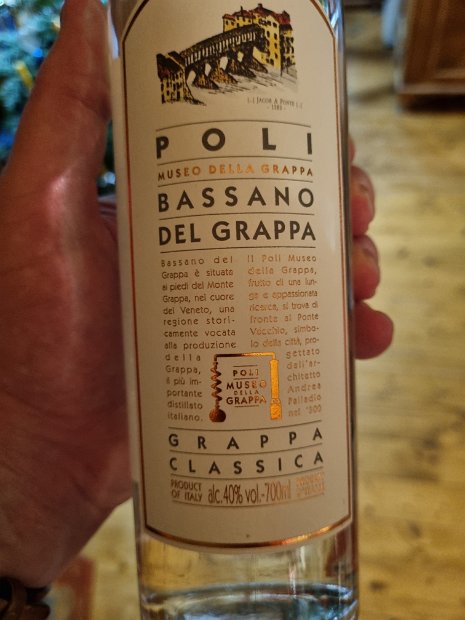 [..] JACOB A PONTE [..]
POLI
MUSEO DELLA GRAPPA
BASSANO
DEL GRAPPA
Bassano del
Grappa è situata
ai piedi del Monte
Grappa, nel cuore
del Veneto, una
regione stori-
camente vocata
alla produzione
della
Grappa,
il più im-
portante
distillato
italiano.
Il Poli Museo
della Grappa,
frutto di una lun-
ga e appassionata
ricerca, si trova di
fronte al Ponte
Vecchio, simbo-
lo della città, pro-
gettato
dall'ar-
chitetto
Andrea
Palladio
nel '500
POLI
MUSEO
DELLA
GRAPPA
GRAPPA
CLASSICA
PRODUCT
OF ITALY
alc.40%vol.-700ml